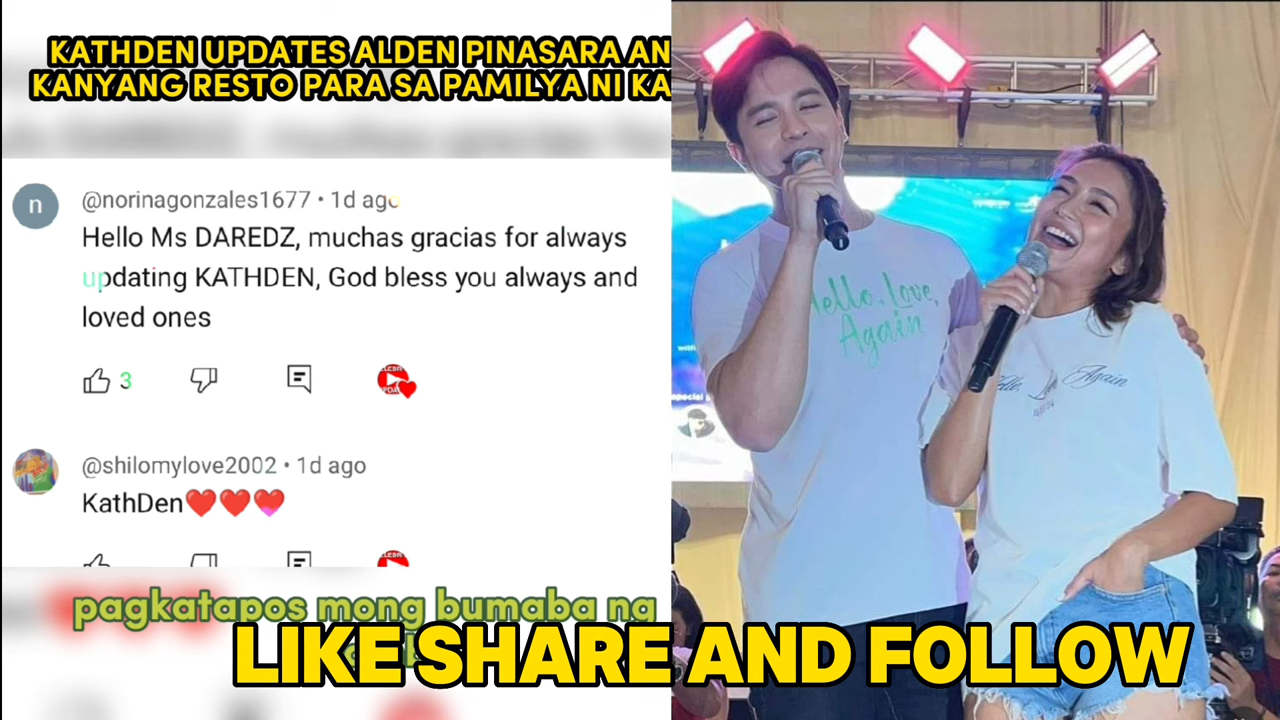 KATHDEN UPDATES ALDEN PINASARA AN
KANYANG RESTO PARA SA PAMILYA NI KA
n
@norinagonzales1677 • 1d ago
Hello Ms DAREDZ, muchas gracias for always
updating KATHDEN, God bless you always and
loved ones
3
@shilomylove2002 • 1d ago
KathDen❤️❤️❤️
pagkatapos mong bumaba ng
LIKE SHARE AND FOLLOW
Hello, Love,
Again
Again